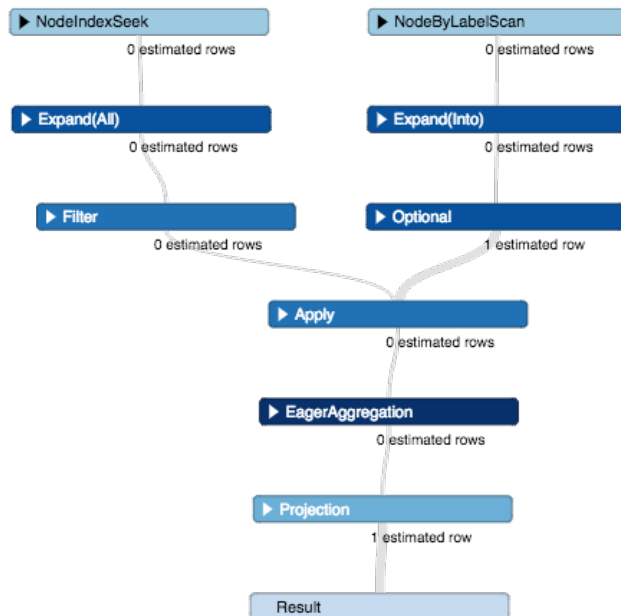 NodeIndexSeek
0 estimated rows
NodeByLabelScan
0 estimated rows
Expand(All)
0 estimated rows
Expand(Into)
0 estimated rows
Filter
0 estimated rows
Optional
1 estimated row
Apply
0 estimated rows
EagerAggregation
0 estimated rows
Projection
1 estimated row
Result